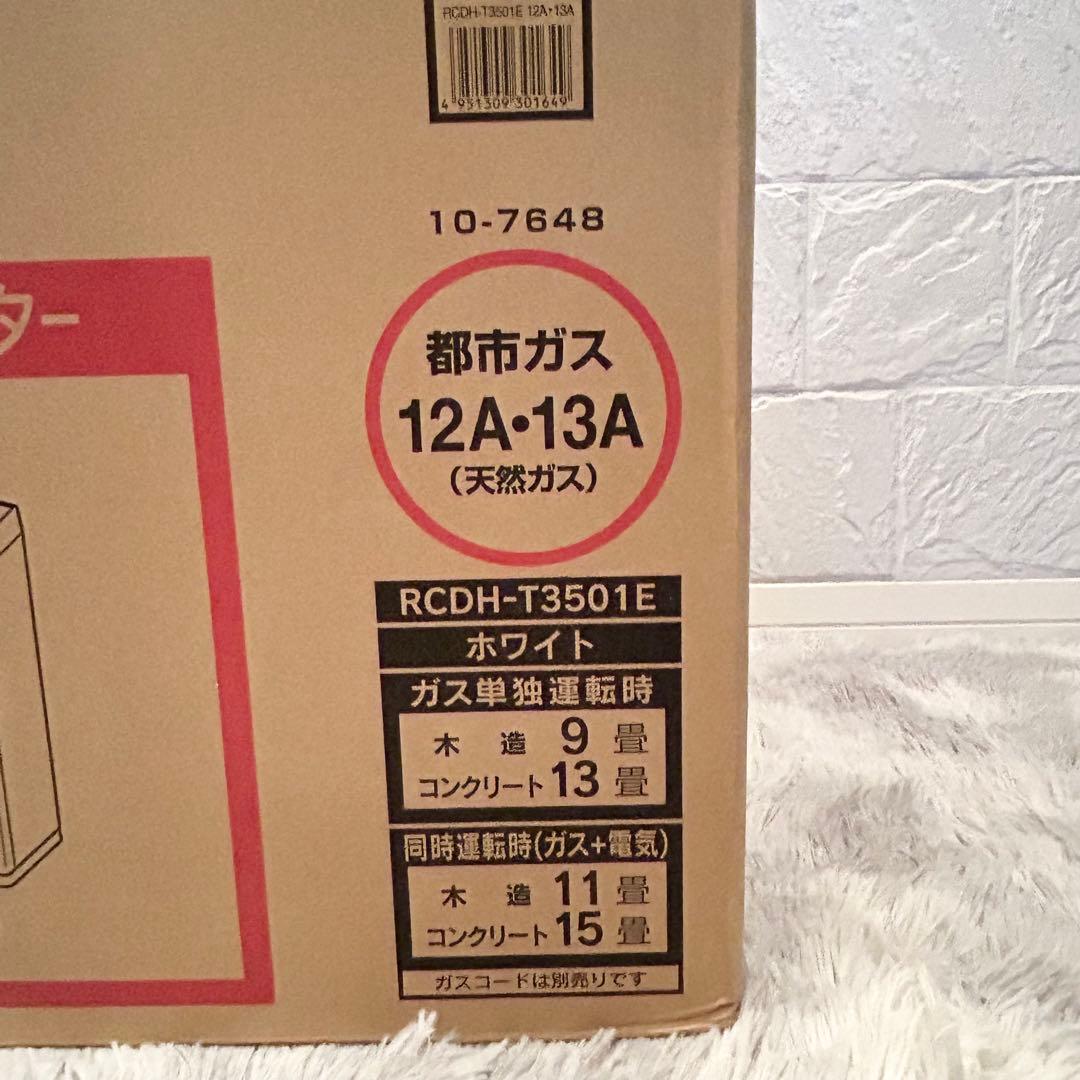 RCDH-T3501E 12A・13A
4 951309 301649
10-7648
ター
都市ガス
12A・13A
(天然ガス)
RCDH-T3501E
ホワイト
ガス単独運転時
木 造 9 畳
コンクリート 13 畳
同時運転時(ガス+電気)
木 造 11 畳
コンクリート 15 畳
ガスコードは別売りです